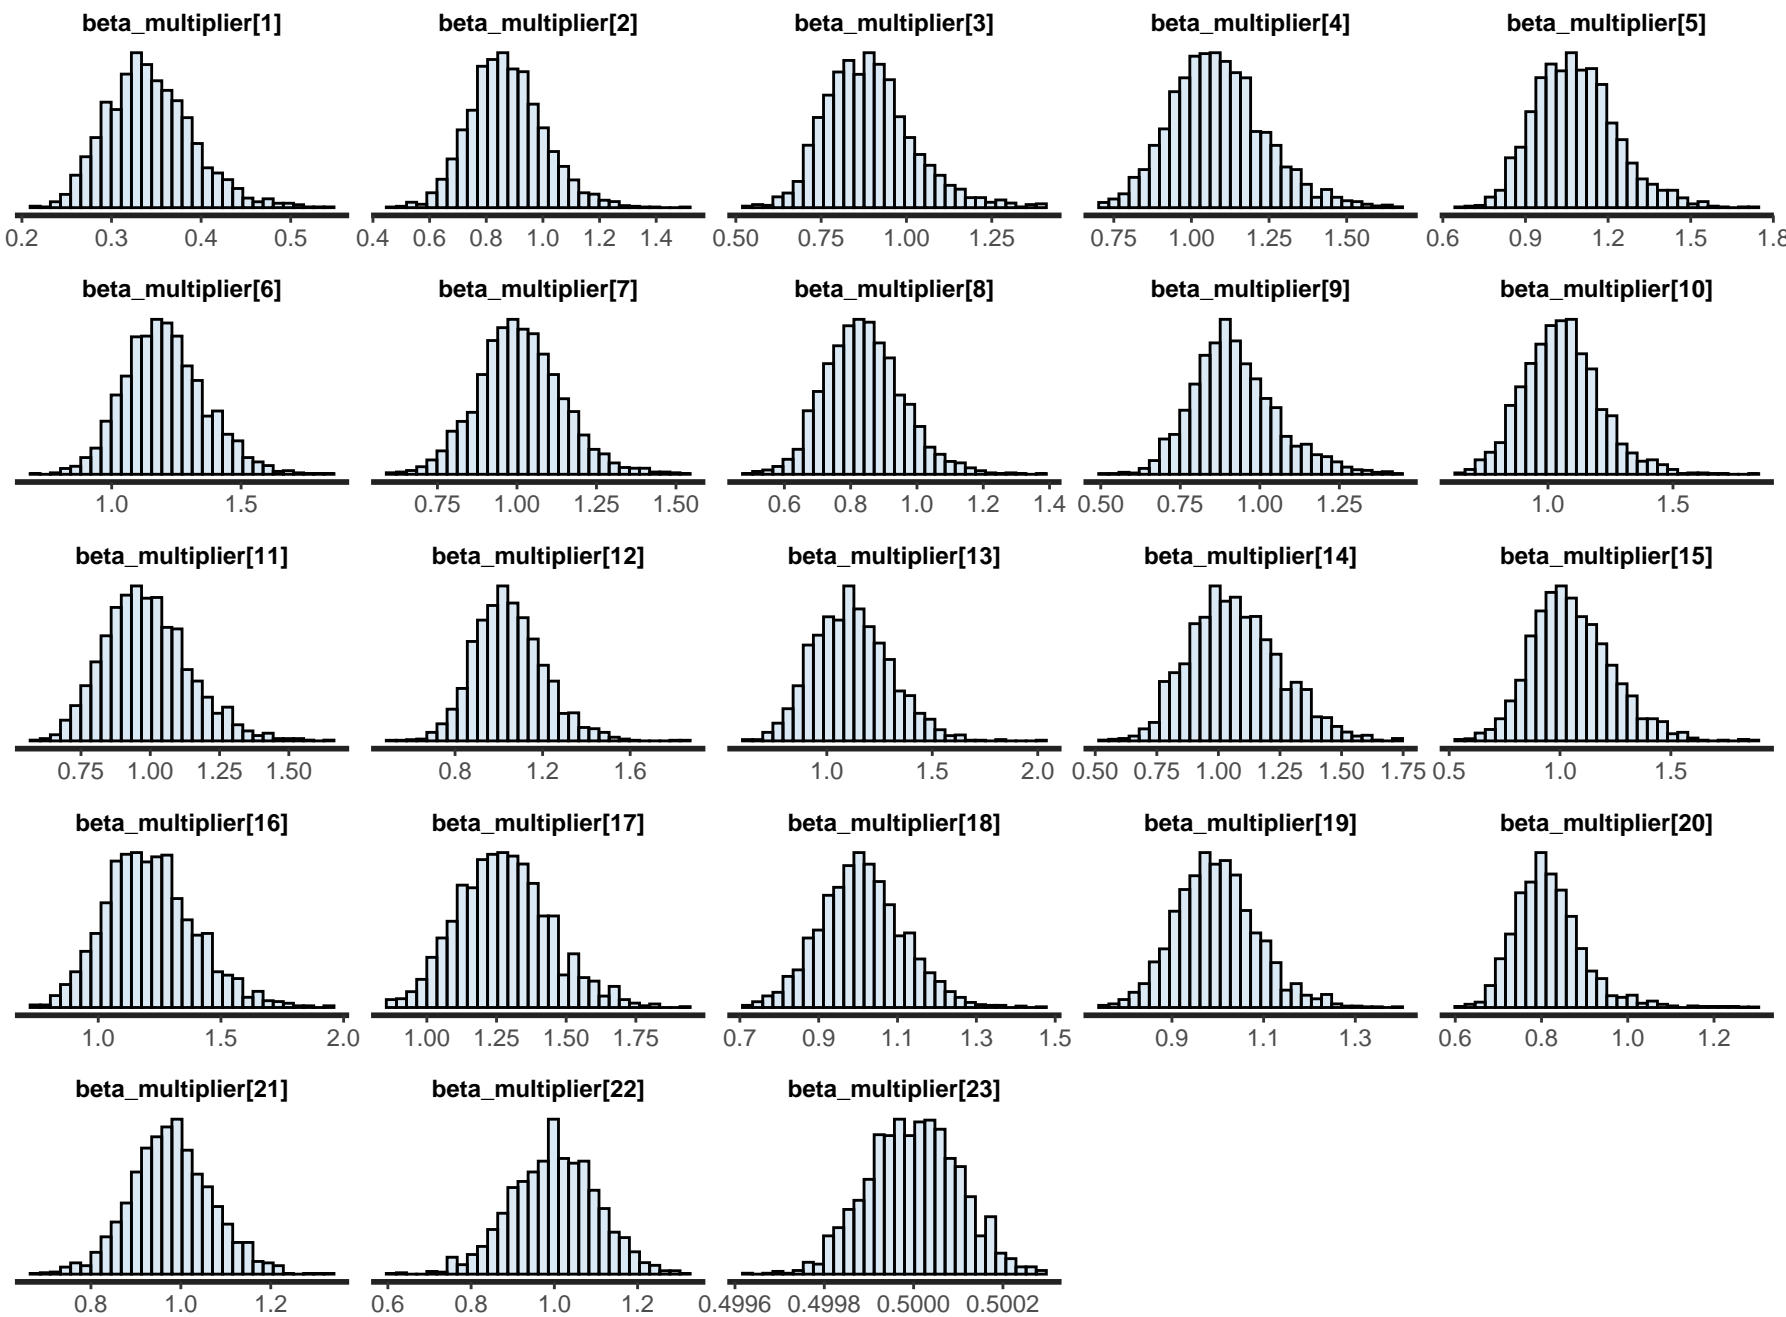 beta_multiplier[1] beta_multiplier[2] beta_multiplier[3] beta_multiplier[4] beta_multiplier[5]
0.2 0.3 0.4 0.5 0.4 0.6 0.8 1.0 1.2 1.4 0.50 0.75 1.00 1.25 0.75 1.00 1.25 1.50 0.6 0.9 1.2 1.5 1.8
beta_multiplier[6] beta_multiplier[7] beta_multiplier[8] beta_multiplier[9] beta_multiplier[10]
1.0 1.5 0.75 1.00 1.25 1.50 0.6 0.8 1.0 1.2 1.4 0.50 0.75 1.00 1.25 1.0 1.5
beta_multiplier[11] beta_multiplier[12] beta_multiplier[13] beta_multiplier[14] beta_multiplier[15]
0.75 1.00 1.25 1.50 0.8 1.2 1.6 1.0 1.5 2.0 0.50 0.75 1.00 1.25 1.50 1.75 0.5 1.0 1.5
beta_multiplier[16] beta_multiplier[17] beta_multiplier[18] beta_multiplier[19] beta_multiplier[20]
1.0 1.5 2.0 1.00 1.25 1.50 1.75 0.7 0.9 1.1 1.3 1.5 0.9 1.1 1.3 0.6 0.8 1.0 1.2
beta_multiplier[21] beta_multiplier[22] beta_multiplier[23]
0.8 1.0 1.2 0.6 0.8 1.0 1.2 0.4996 0.4998 0.5000 0.5002